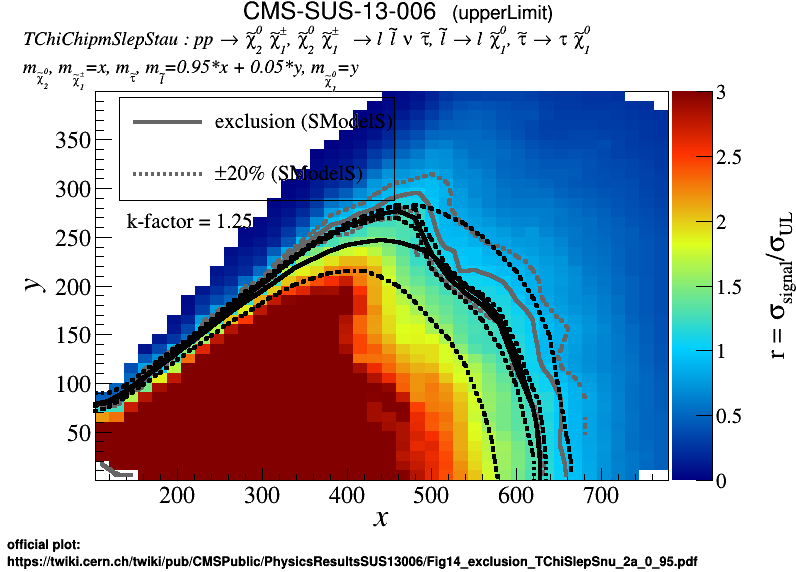 CMS-SUS-13-006 (upperLimit)
TChiChipmSlepStau : pp → χ̃₂⁰ χ̃₁±, χ̃₂⁰ χ̃₁± → l l̃ ν τ̃, l̃ → l χ̃₁⁰, τ̃ → τ χ̃₁⁰
m_χ̃₂⁰, m_χ̃₁±=x, m_τ̃, m_l̃=0.95*x + 0.05*y, m_χ̃₁⁰=y
exclusion (SModelS)
±20% (SModelS)
k-factor = 1.25
y
350
300
250
200
150
100
50
200 300 400 500 600 700
x
3
2.5
2
1.5
1
0.5
0
r = σ_signal/σ_UL
official plot:
https://twiki.cern.ch/twiki/pub/CMSPublic/PhysicsResultsSUS13006/Fig14_exclusion_TChiSlepSnu_2a_0_95.pdf